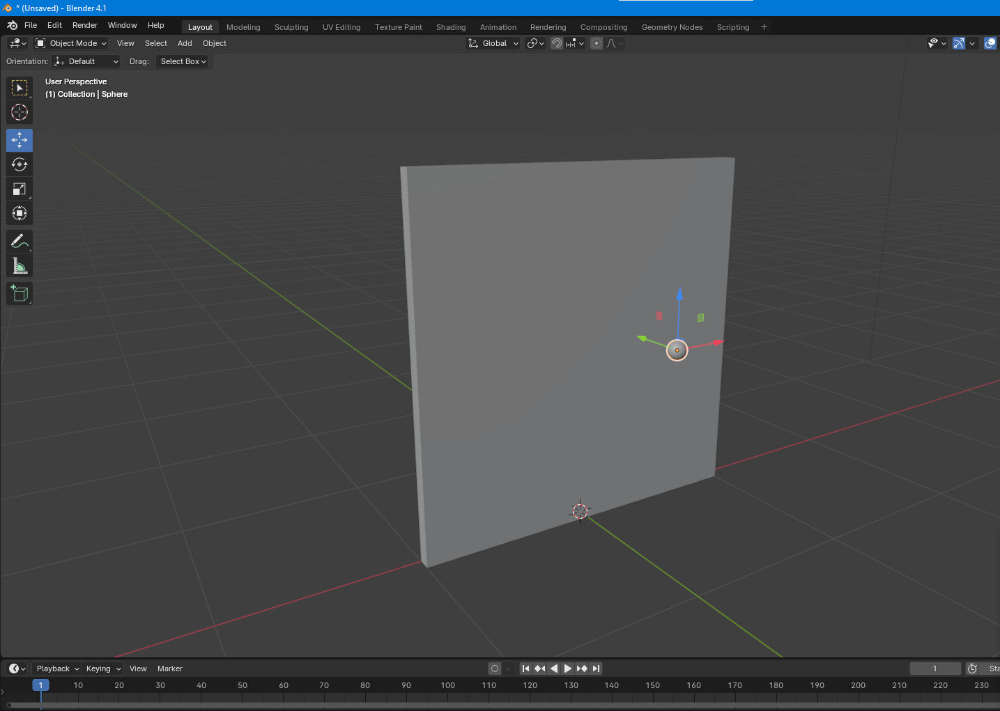 * (Unsaved) - Blender 4.1
File Edit Render Window Help Layout Modeling Sculpting UV Editing Texture Paint Shading Animation Rendering Compositing Geometry Nodes Scripting +
Object Mode View Select Add Object Global
Orientation: Default Drag: Select Box
User Perspective
(1) Collection | Sphere
Playback Keying View Marker 1 Sta
1 10 20 30 40 50 60 70 80 90 100 110 120 130 140 150 160 170 180 190 200 210 220 230